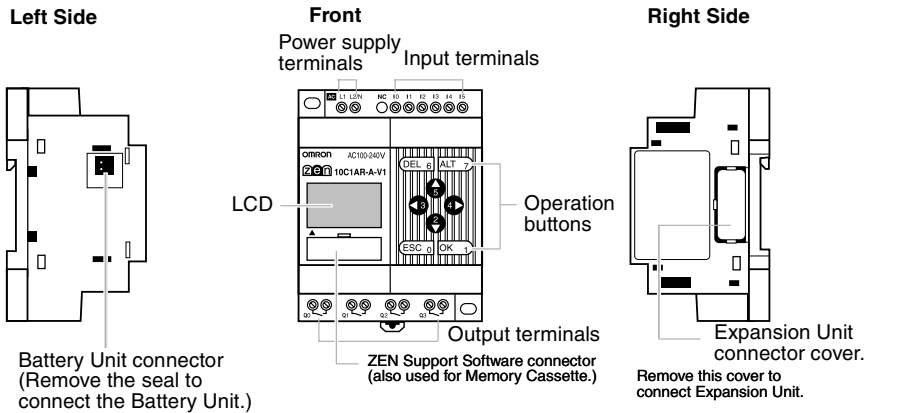 Left Side
Front
Right Side
Power supply
terminals
Input terminals
AC L1 L2/N NC I0 I1 I2 I3 I4 I5
OMRON AC100-240V
ZEN 10C1AR-A-V1
DEL 6 ALT 7
5
3 4
2
ESC 0 OK 1
LCD
Operation
buttons
Q0 Q1 Q2 Q3
Output terminals
Battery Unit connector
(Remove the seal to
connect the Battery Unit.)
ZEN Support Software connector
(also used for Memory Cassette.)
Expansion Unit
connector cover.
Remove this cover to
connect Expansion Unit.